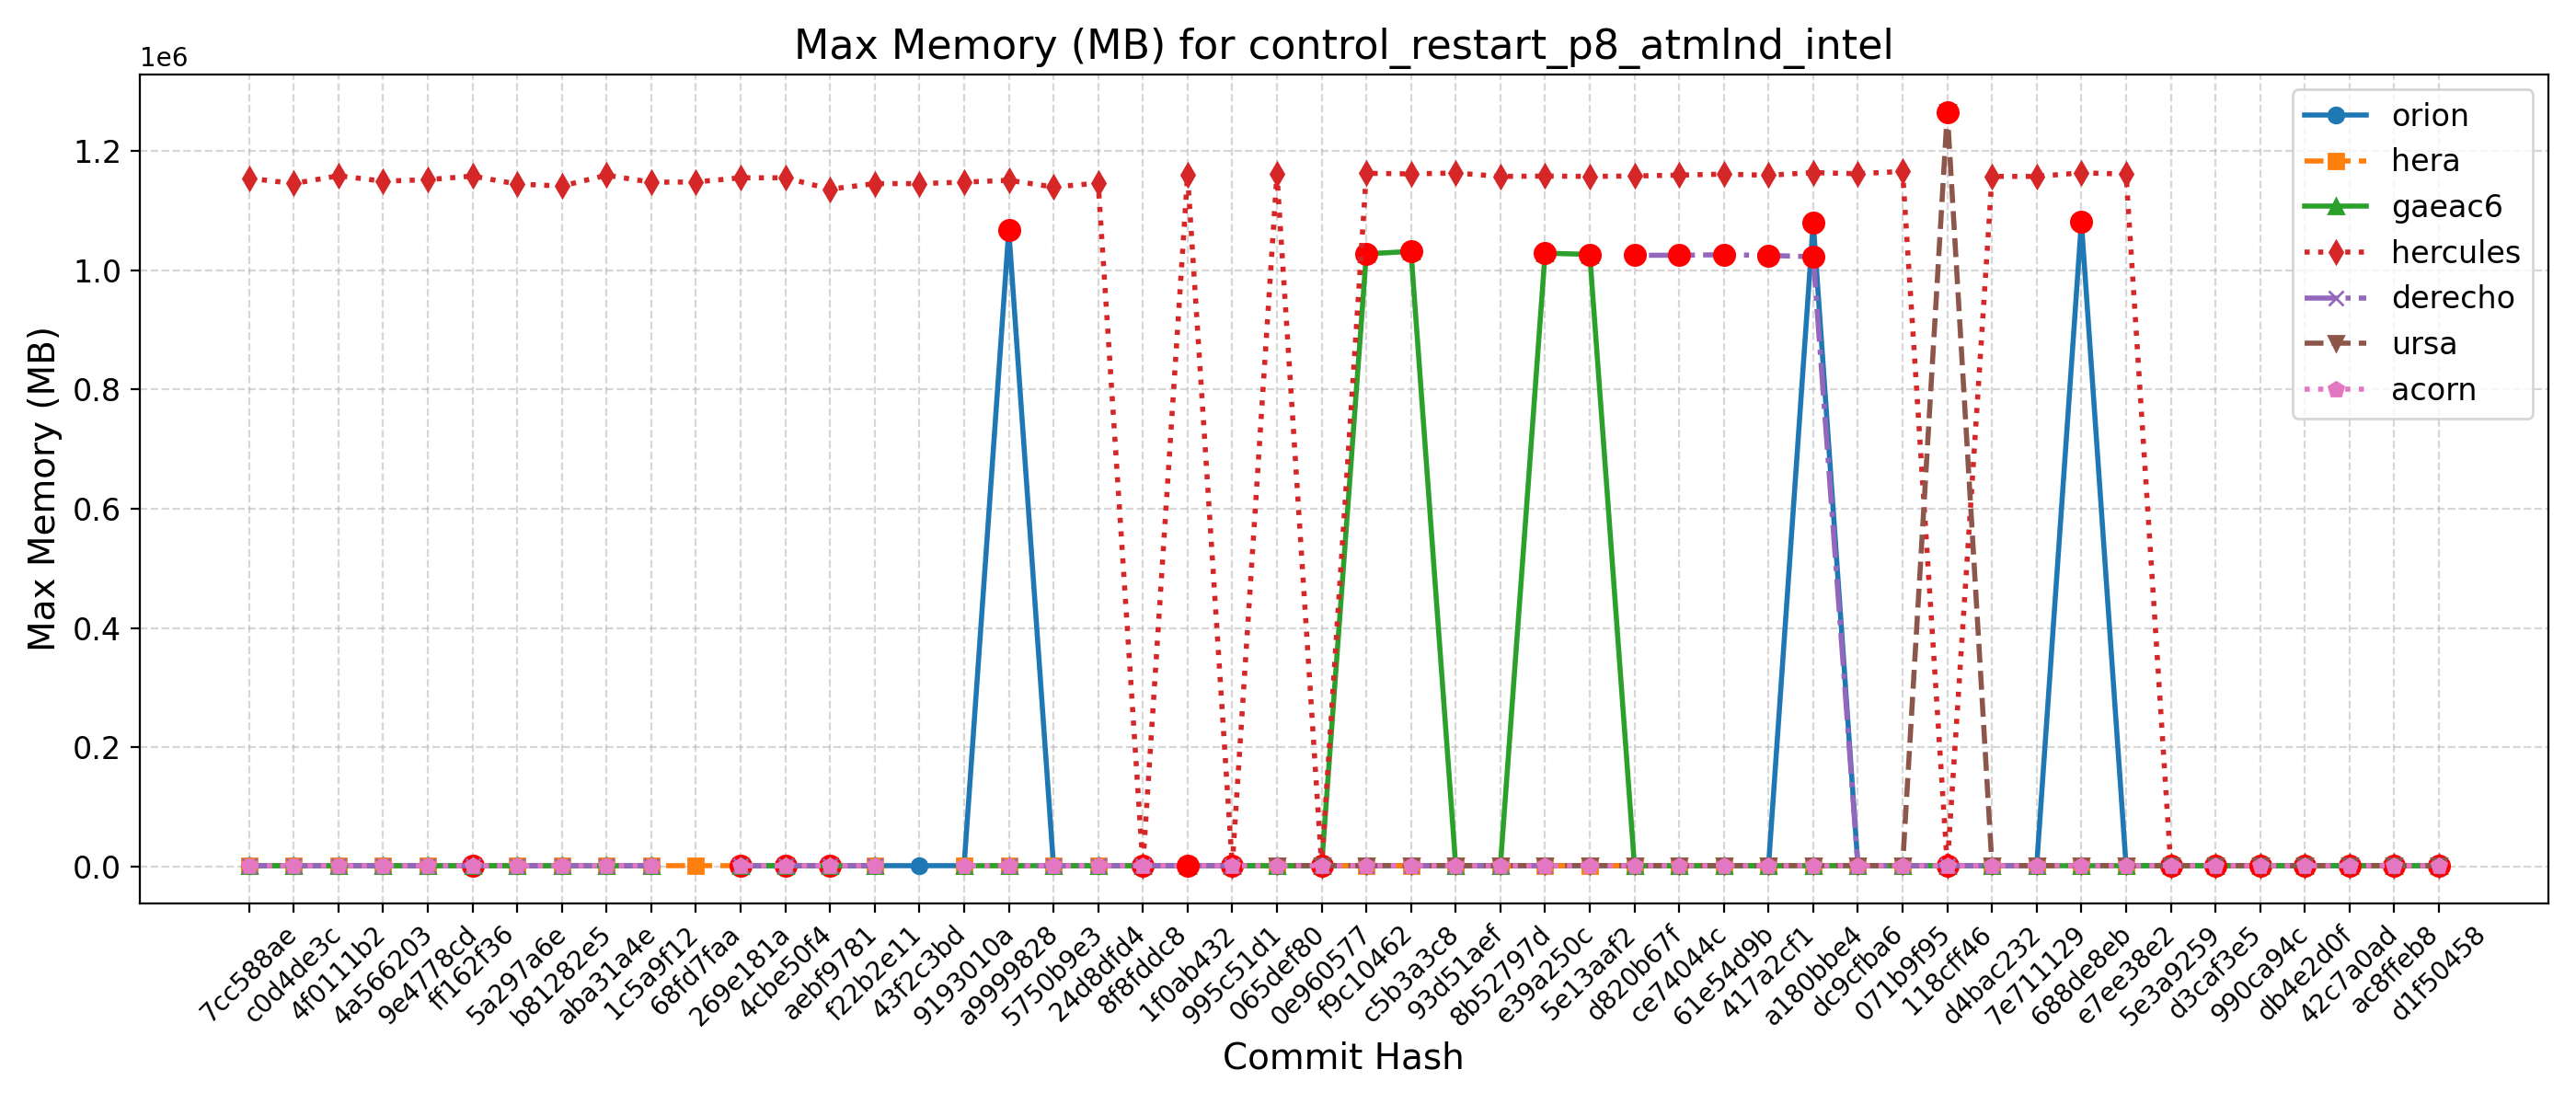 Max Memory (MB) for control_restart_p8_atmlnd_intel
1e6
1.2
1.0
0.8
0.6
0.4
0.2
0.0
Max Memory (MB)
orion
hera
gaeac6
hercules
derecho
ursa
acorn
7cc588ae
c0d4de3c
4f0111b2
4a566203
9e4778cd
ff162f36
5a297a6e
b81282e5
aba31a4e
1c5a9f12
68fd7faa
269e181a
4cbe50f4
aebf9781
f22b2e11
43f2c3bd
9193010a
a9999828
5750b9e3
24d8dfd4
8f8fddc8
1f0ab432
995c51d1
065def80
0e960577
f9c10462
c5b3a3c8
93d51aef
8b52797d
e39a250c
5e13aaf2
d820b67f
ce74044c
61e54d9b
417a2cf1
a180bbe4
dc9cfba6
071b9f95
118cff46
d4bac232
7e711129
688de8eb
e7ee38e2
5e3a9259
d3caf3e5
990ca94c
db4e2d0f
42c7a0ad
ac8ffeb8
d1f50458
Commit Hash